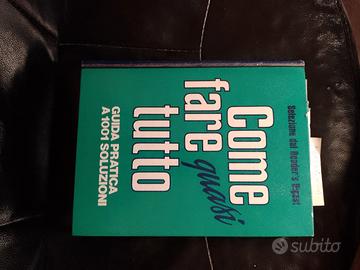 Selezione dal Reader's Digest
Come
fare quasi
tutto
GUIDA PRATICA
A 1001 SOLUZIONI
subito